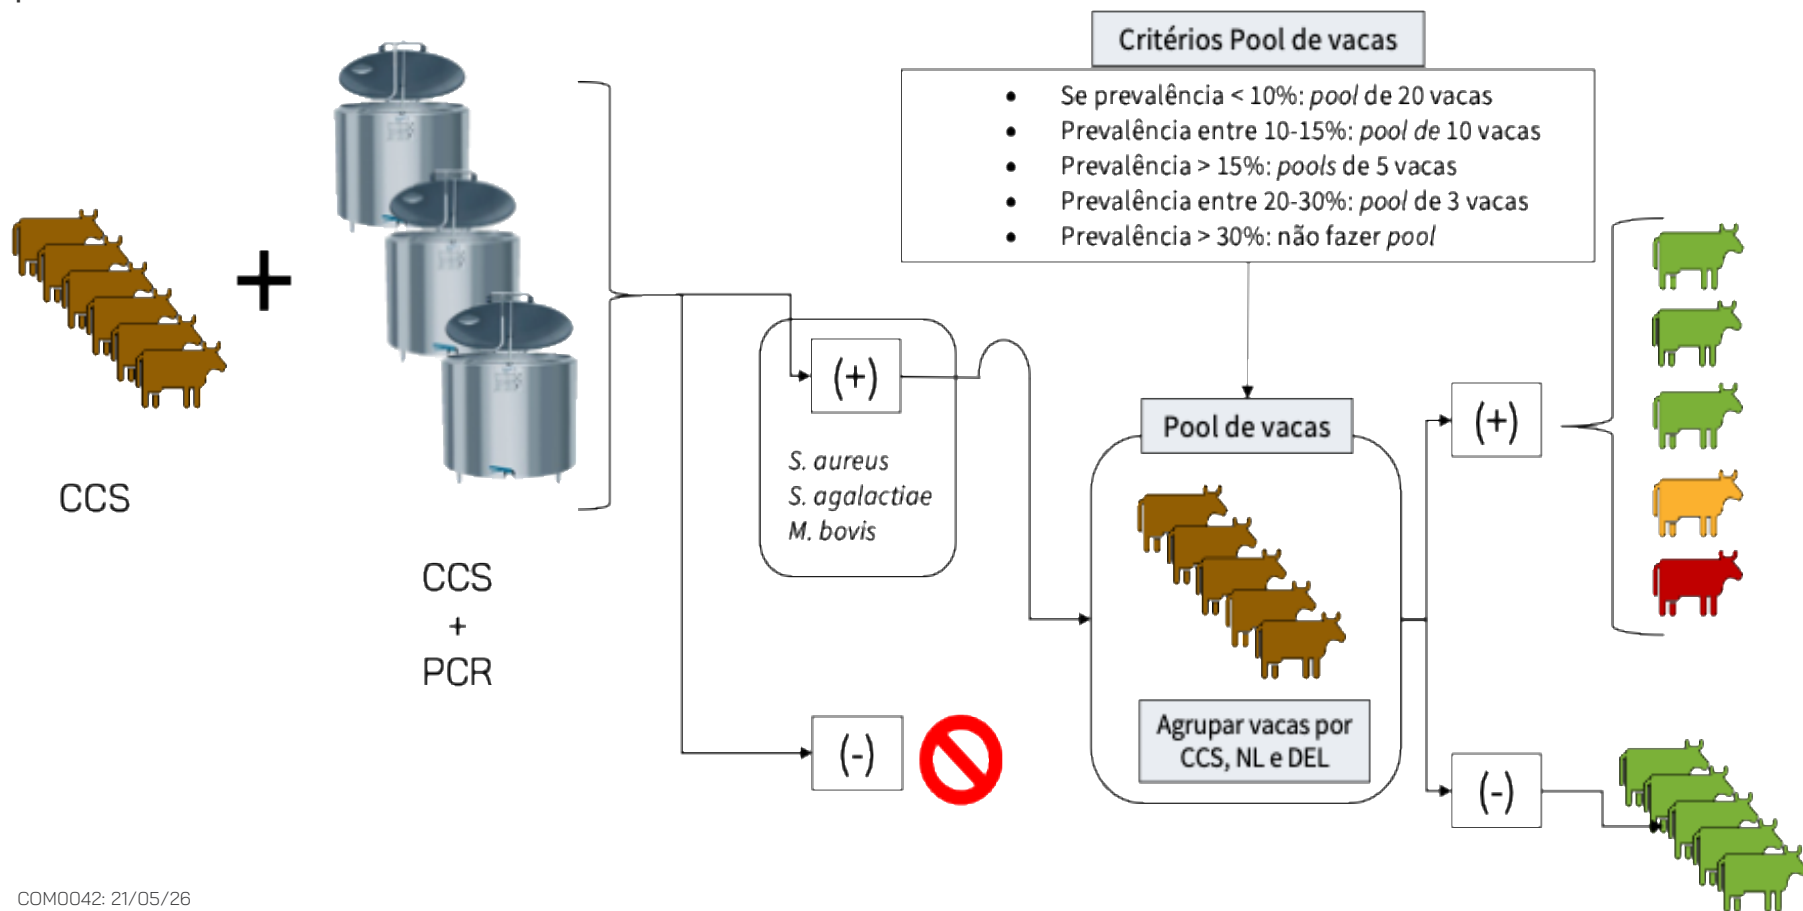 Critérios Pool de vacas
• Se prevalência < 10%: pool de 20 vacas
• Prevalência entre 10-15%: pool de 10 vacas
• Prevalência > 15%: pools de 5 vacas
• Prevalência entre 20-30%: pool de 3 vacas
• Prevalência > 30%: não fazer pool
CCS
+
CCS
+
PCR
(+)
S. aureus
S. agalactiae
M. bovis
(-)
Pool de vacas
Agrupar vacas por
CCS, NL e DEL
(+)
(-)
COM0042: 21/05/26